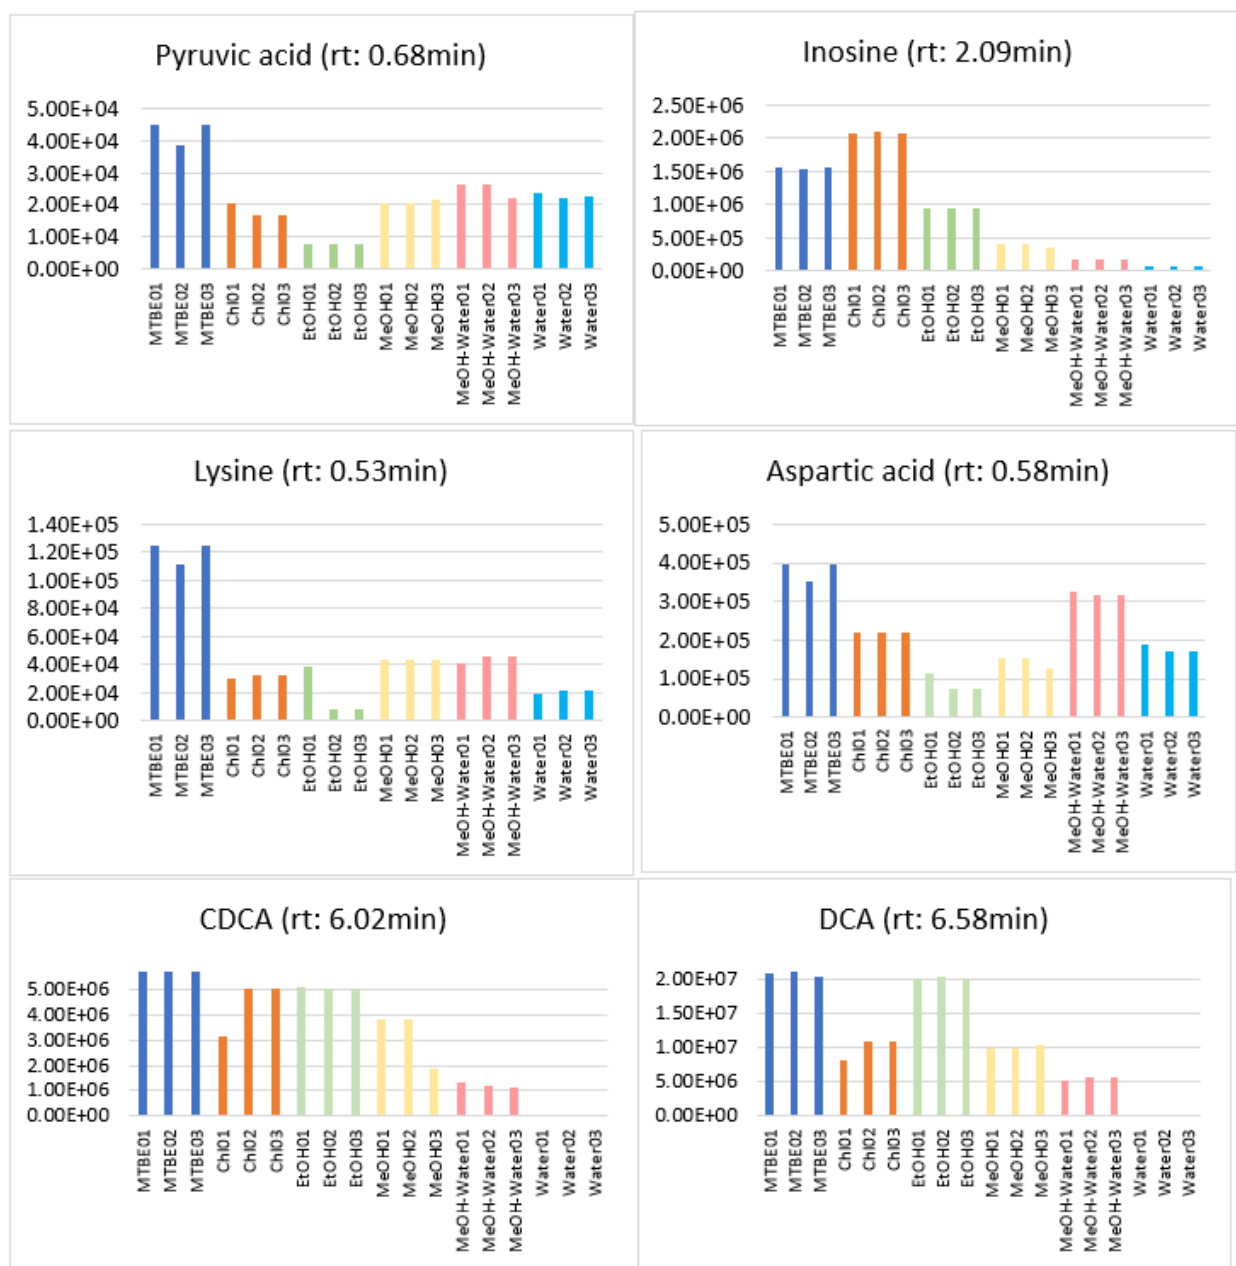 Pyruvic acid (rt: 0.68min)
5.00E+04
4.00E+04
3.00E+04
2.00E+04
1.00E+04
0.00E+00
MTBE01
MTBE02
MTBE03
Chl01
Chl02
Chl03
EtOH01
EtOH02
EtOH03
MeOH01
MeOH02
MeOH03
MeOH-Water01
MeOH-Water02
MeOH-Water03
Water01
Water02
Water03
Inosine (rt: 2.09min)
2.50E+06
2.00E+06
1.50E+06
1.00E+06
5.00E+05
0.00E+00
MTBE01
MTBE02
MTBE03
Chl01
Chl02
Chl03
EtOH01
EtOH02
EtOH03
MeOH01
MeOH02
MeOH03
MeOH-Water01
MeOH-Water02
MeOH-Water03
Water01
Water02
Water03
Lysine (rt: 0.53min)
1.40E+05
1.20E+05
1.00E+05
8.00E+04
6.00E+04
4.00E+04
2.00E+04
0.00E+00
MTBE01
MTBE02
MTBE03
Chl01
Chl02
Chl03
EtOH01
EtOH02
EtOH03
MeOH01
MeOH02
MeOH03
MeOH-Water01
MeOH-Water02
MeOH-Water03
Water01
Water02
Water03
Aspartic acid (rt: 0.58min)
5.00E+05
4.00E+05
3.00E+05
2.00E+05
1.00E+05
0.00E+00
MTBE01
MTBE02
MTBE03
Chl01
Chl02
Chl03
EtOH01
EtOH02
EtOH03
MeOH01
MeOH02
MeOH03
MeOH-Water01
MeOH-Water02
MeOH-Water03
Water01
Water02
Water03
CDCA (rt: 6.02min)
5.00E+06
4.00E+06
3.00E+06
2.00E+06
1.00E+06
0.00E+00
MTBE01
MTBE02
MTBE03
Chl01
Chl02
Chl03
EtOH01
EtOH02
EtOH03
MeOH01
MeOH02
MeOH03
MeOH-Water01
MeOH-Water02
MeOH-Water03
Water01
Water02
Water03
DCA (rt: 6.58min)
2.00E+07
1.50E+07
1.00E+07
5.00E+06
0.00E+00
MTBE01
MTBE02
MTBE03
Chl01
Chl02
Chl03
EtOH01
EtOH02
EtOH03
MeOH01
MeOH02
MeOH03
MeOH-Water01
MeOH-Water02
MeOH-Water03
Water01
Water02
Water03